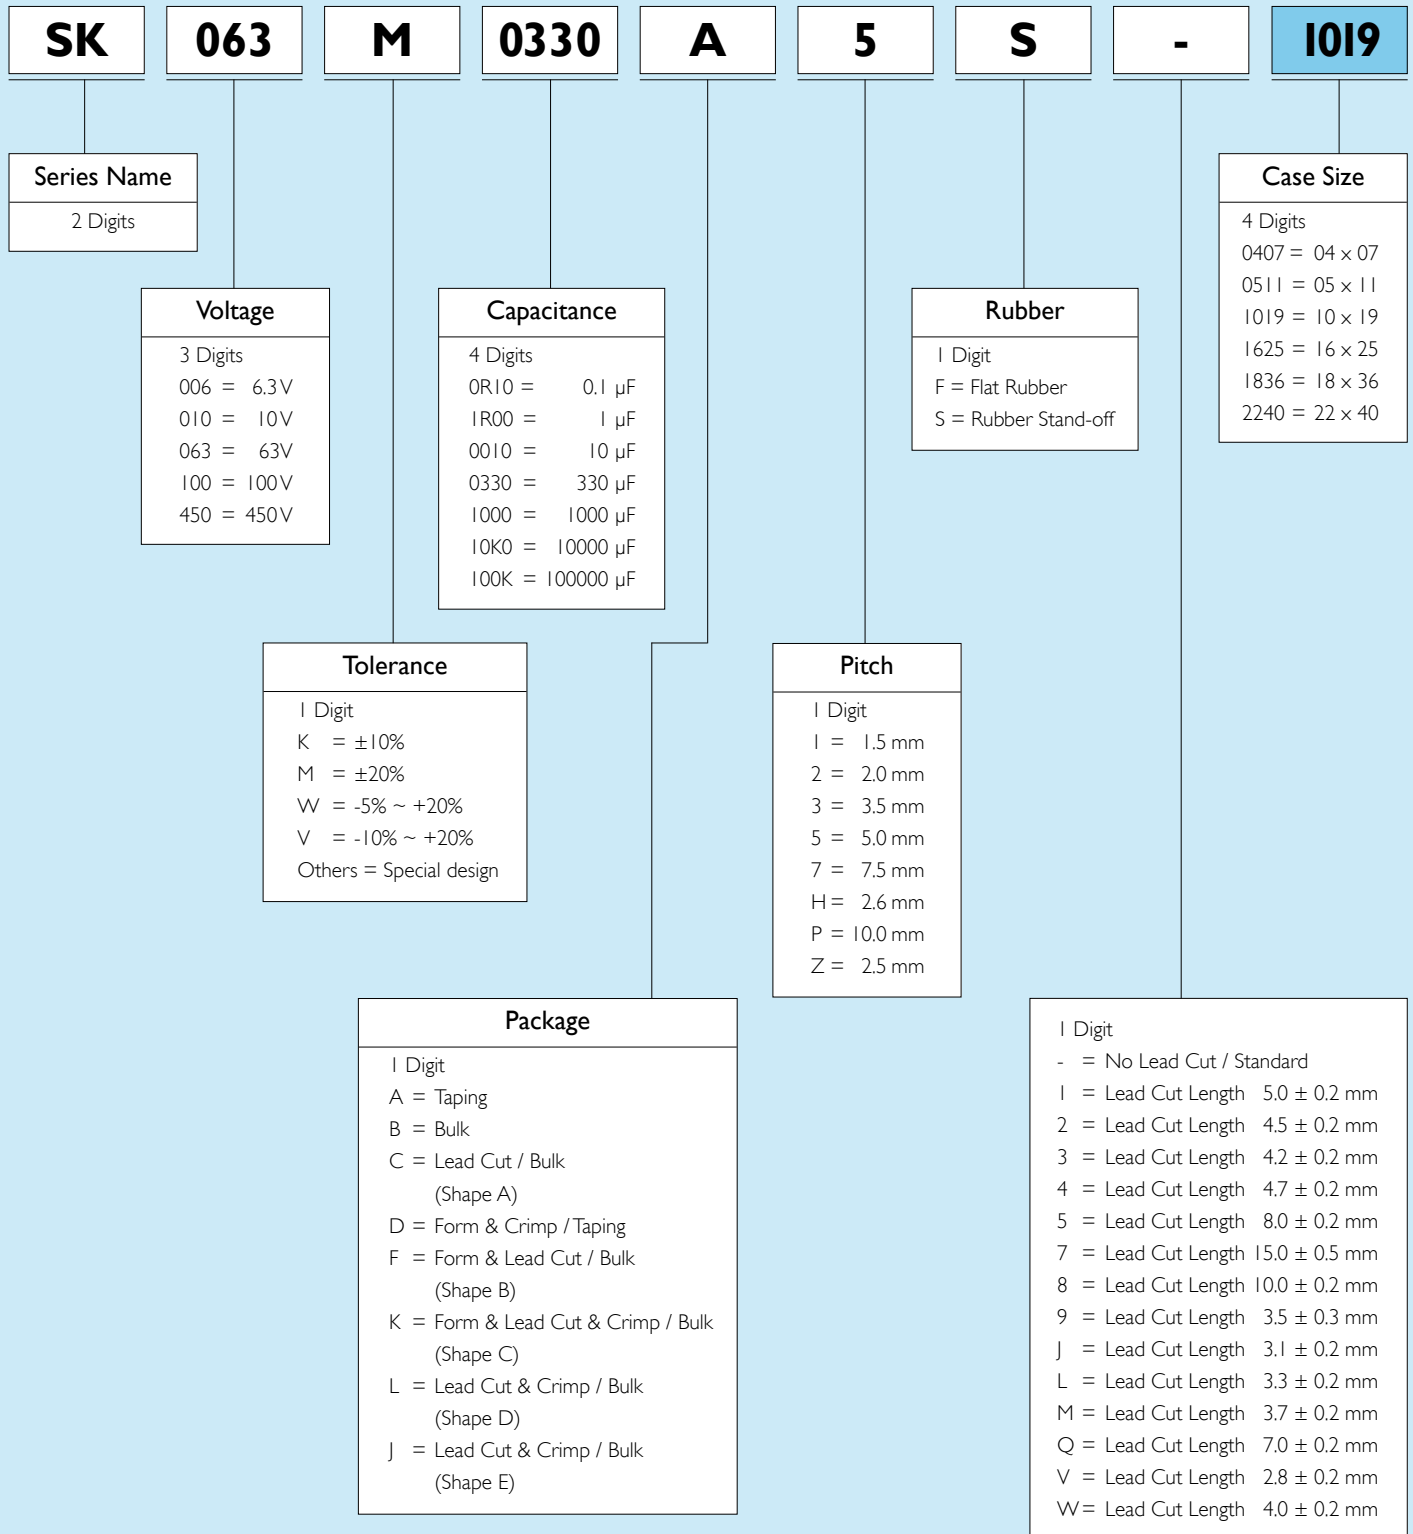 SK 063 M 0330 A 5 S - 1019
Series Name
2 Digits
Case Size
4 Digits
0407 = 04 x 07
0511 = 05 x 11
1019 = 10 x 19
1625 = 16 x 25
1836 = 18 x 36
2240 = 22 x 40
Voltage
3 Digits
006 = 6.3V
010 = 10V
063 = 63V
100 = 100V
450 = 450V
Capacitance
4 Digits
0R10 = 0.1 µF
1R00 = 1 µF
0010 = 10 µF
0330 = 330 µF
1000 = 1000 µF
10K0 = 10000 µF
100K = 100000 µF
Rubber
1 Digit
F = Flat Rubber
S = Rubber Stand-off
Tolerance
1 Digit
K = ±10%
M = ±20%
W = -5% ~ +20%
V = -10% ~ +20%
Others = Special design
Pitch
1 Digit
1 = 1.5 mm
2 = 2.0 mm
3 = 3.5 mm
5 = 5.0 mm
7 = 7.5 mm
H = 2.6 mm
P = 10.0 mm
Z = 2.5 mm
Package
1 Digit
A = Taping
B = Bulk
C = Lead Cut / Bulk
(Shape A)
D = Form & Crimp / Taping
F = Form & Lead Cut / Bulk
(Shape B)
K = Form & Lead Cut & Crimp / Bulk
(Shape C)
L = Lead Cut & Crimp / Bulk
(Shape D)
J = Lead Cut & Crimp / Bulk
(Shape E)
1 Digit
- = No Lead Cut / Standard
1 = Lead Cut Length 5.0 ± 0.2 mm
2 = Lead Cut Length 4.5 ± 0.2 mm
3 = Lead Cut Length 4.2 ± 0.2 mm
4 = Lead Cut Length 4.7 ± 0.2 mm
5 = Lead Cut Length 8.0 ± 0.2 mm
7 = Lead Cut Length 15.0 ± 0.5 mm
8 = Lead Cut Length 10.0 ± 0.2 mm
9 = Lead Cut Length 3.5 ± 0.3 mm
J = Lead Cut Length 3.1 ± 0.2 mm
L = Lead Cut Length 3.3 ± 0.2 mm
M = Lead Cut Length 3.7 ± 0.2 mm
Q = Lead Cut Length 7.0 ± 0.2 mm
V = Lead Cut Length 2.8 ± 0.2 mm
W = Lead Cut Length 4.0 ± 0.2 mm